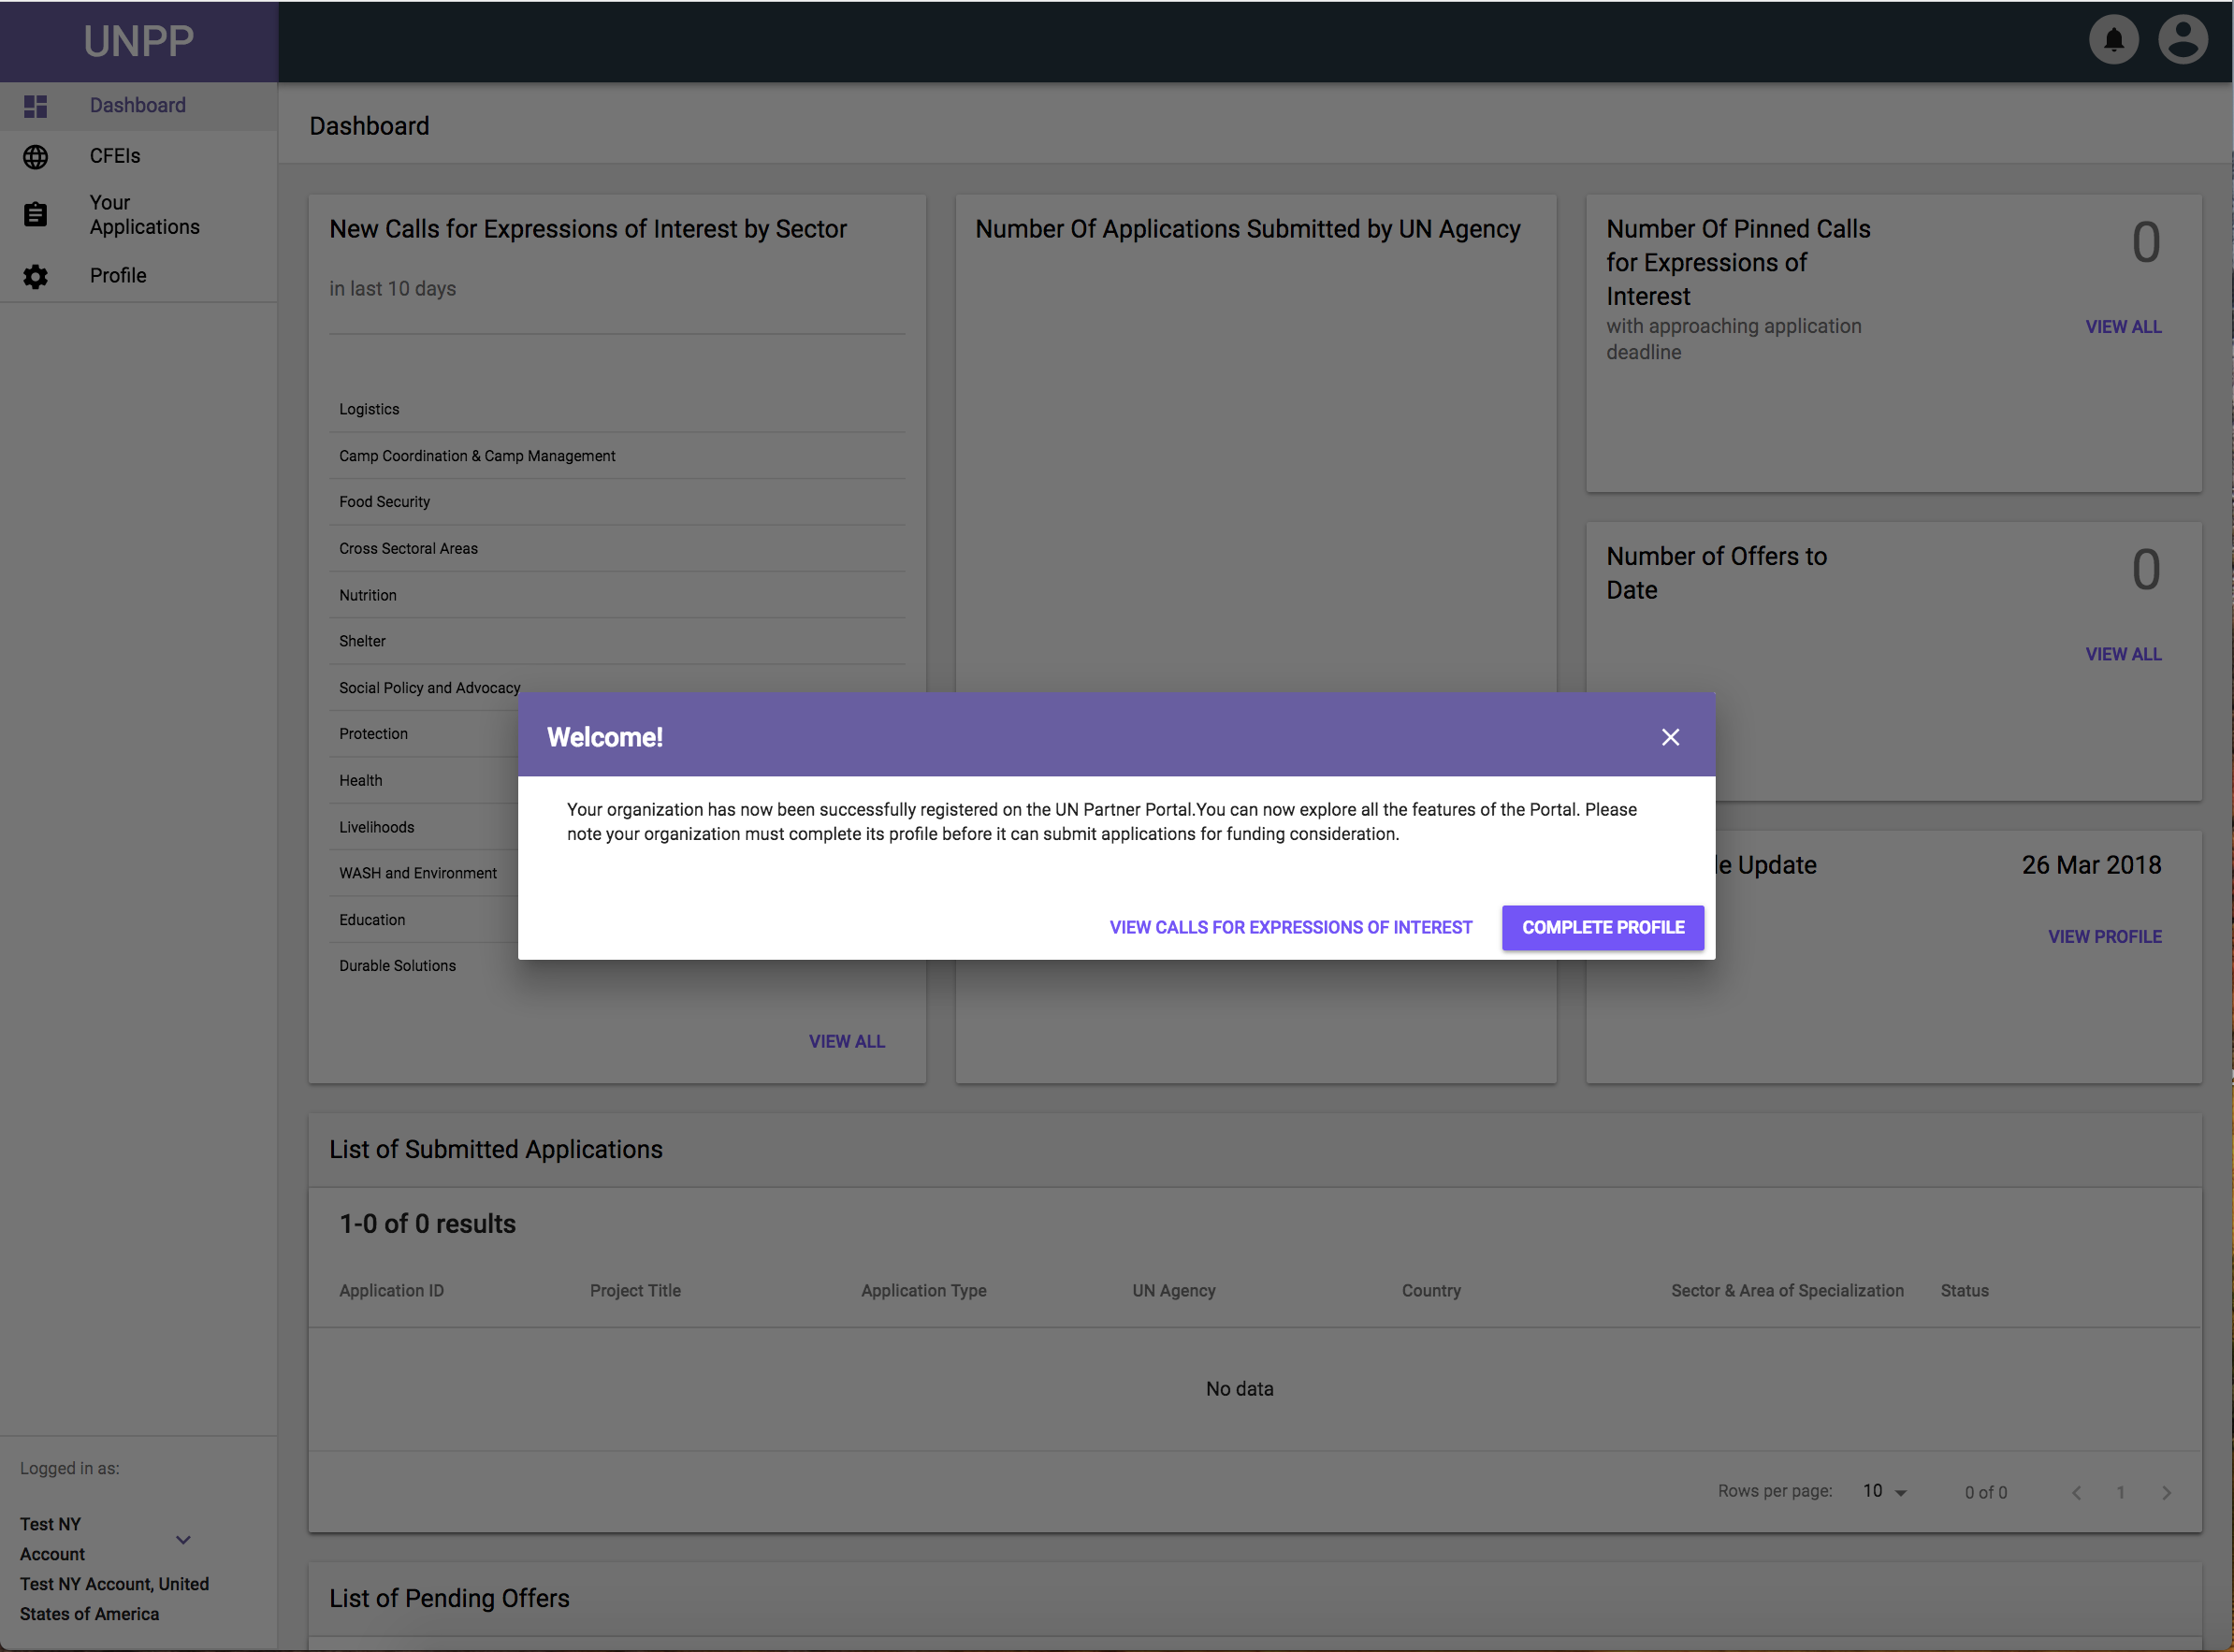 UNPP
Dashboard
CFEIs
Your
Applications
Profile
Dashboard
New Calls for Expressions of Interest by Sector
in last 10 days
Logistics
Camp Coordination & Camp Management
Food Security
Cross Sectoral Areas
Nutrition
Shelter
Social Policy and Advocacy
Protection
Health
Livelihoods
WASH and Environment
Education
Durable Solutions
VIEW ALL
Number Of Applications Submitted by UN Agency
Number Of Pinned Calls
for Expressions of
Interest
with approaching application
deadline
0
VIEW ALL
Number of Offers to
Date
0
VIEW ALL
Update
26 Mar 2018
VIEW PROFILE
Welcome!
Your organization has now been successfully registered on the UN Partner Portal.You can now explore all the features of the Portal. Please
note your organization must complete its profile before it can submit applications for funding consideration.
VIEW CALLS FOR EXPRESSIONS OF INTEREST
COMPLETE PROFILE
List of Submitted Applications
1-0 of 0 results
Application ID Project Title Application Type UN Agency Country Sector & Area of Specialization Status
No data
Rows per page: 10 0 of 0 1
List of Pending Offers
Logged in as:
Test NY
Account
Test NY Account, United
States of America